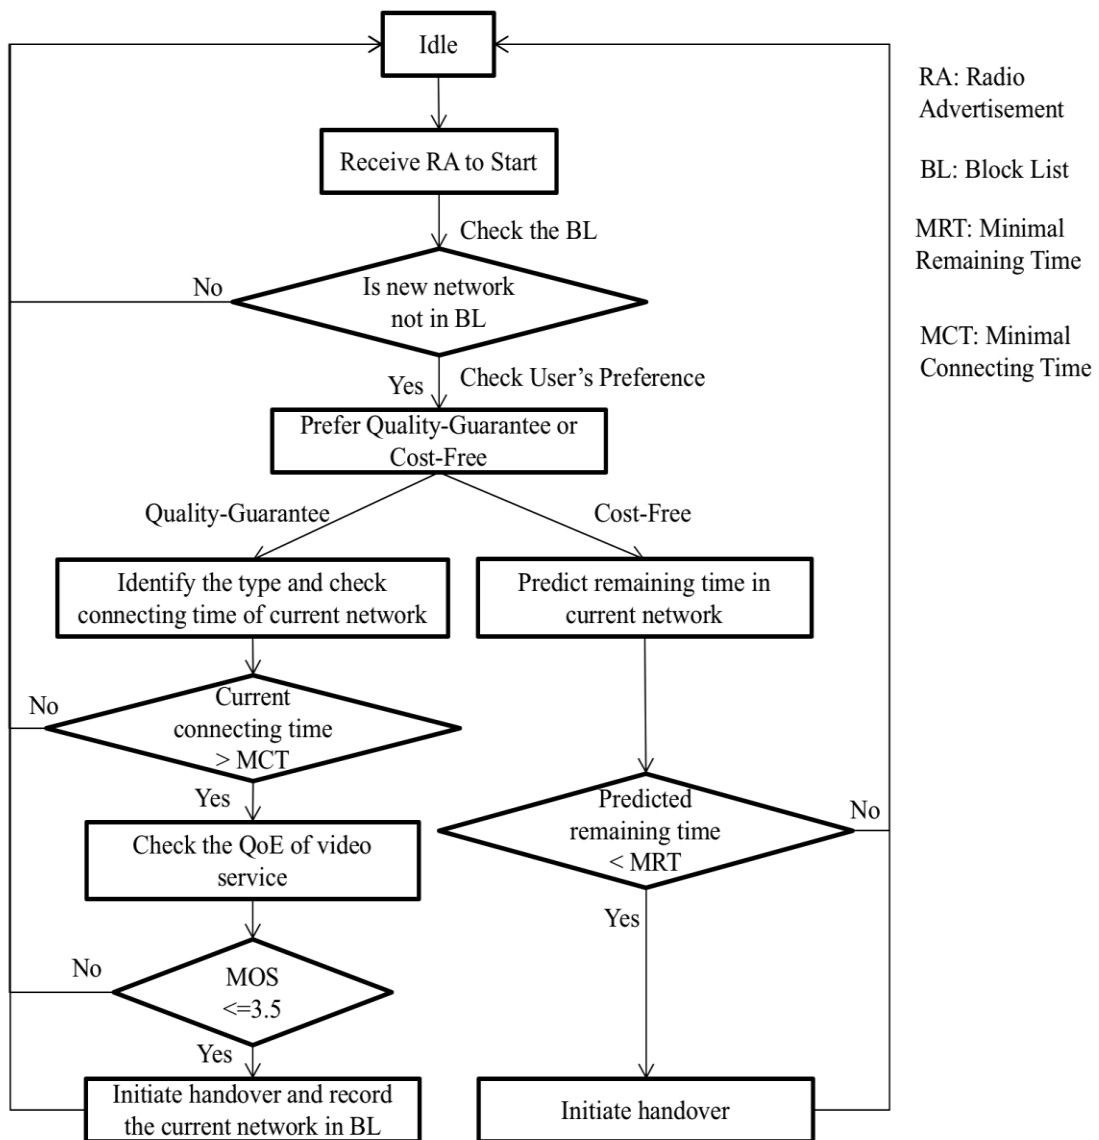 Idle
RA: Radio
Advertisement
Receive RA to Start
BL: Block List
Check the BL
MRT: Minimal
Remaining Time
No
Is new network
not in BL
MCT: Minimal
Connecting Time
Yes
Check User's Preference
Prefer Quality-Guarantee or
Cost-Free
Quality-Guarantee
Cost-Free
Identify the type and check
connecting time of current network
Predict remaining time in
current network
No
Current
connecting time
> MCT
Yes
Predicted
remaining time
< MRT
No
Check the QoE of video
service
Yes
No
MOS
<=3.5
Yes
Initiate handover and record
the current network in BL
Initiate handover